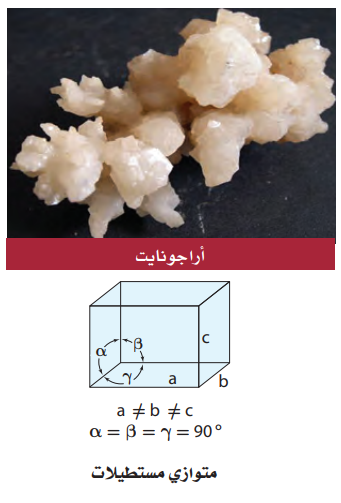 أراجونايت
α β γ a b c
a ≠ b ≠ c
α = β = γ = 90°
متوازي مستطيلات